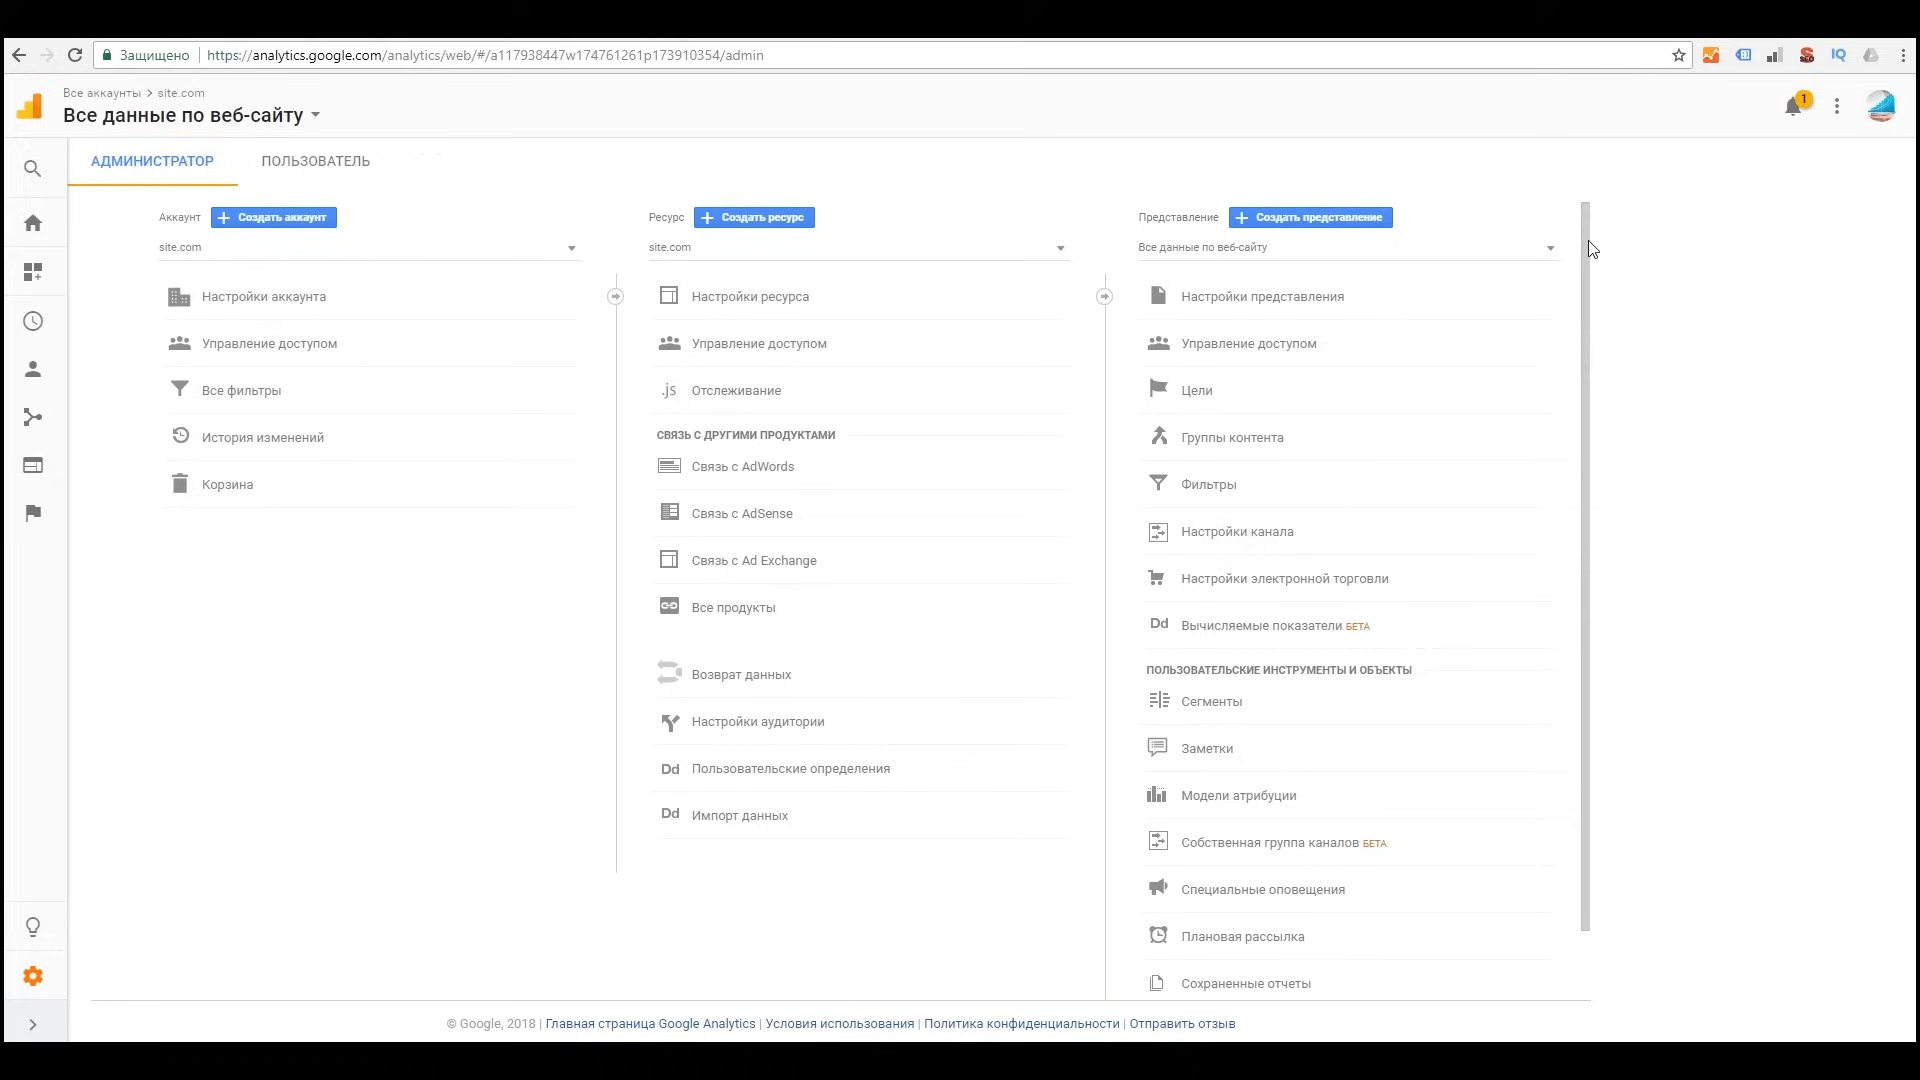 Защищено https://analytics.google.com/analytics/web/#/a117938447w174761261p173910354/admin
SEO
IQ
Все аккаунты > site.com
Все данные по веб-сайту
1
АДМИНИСТРАТОР ПОЛЬЗОВАТЕЛЬ
Аккаунт + Создать аккаунт
site.com
Настройки аккаунта
Управление доступом
Все фильтры
История изменений
Корзина
Ресурс + Создать ресурс
site.com
Настройки ресурса
Управление доступом
.js Отслеживание
СВЯЗЬ С ДРУГИМИ ПРОДУКТАМИ
Связь с AdWords
Связь с AdSense
Связь с Ad Exchange
Все продукты
Возврат данных
Настройки аудитории
Dd Пользовательские определения
Dd Импорт данных
Представление + Создать представление
Все данные по веб-сайту
Настройки представления
Управление доступом
Цели
Группы контента
Фильтры
Настройки канала
Настройки электронной торговли
Dd Вычисляемые показатели БЕТА
ПОЛЬЗОВАТЕЛЬСКИЕ ИНСТРУМЕНТЫ И ОБЪЕКТЫ
Сегменты
Заметки
Модели атрибуции
Собственная группа каналов БЕТА
Специальные оповещения
Плановая рассылка
Сохраненные отчеты
© Google, 2018 | Главная страница Google Analytics | Условия использования | Политика конфиденциальности | Отправить отзыв